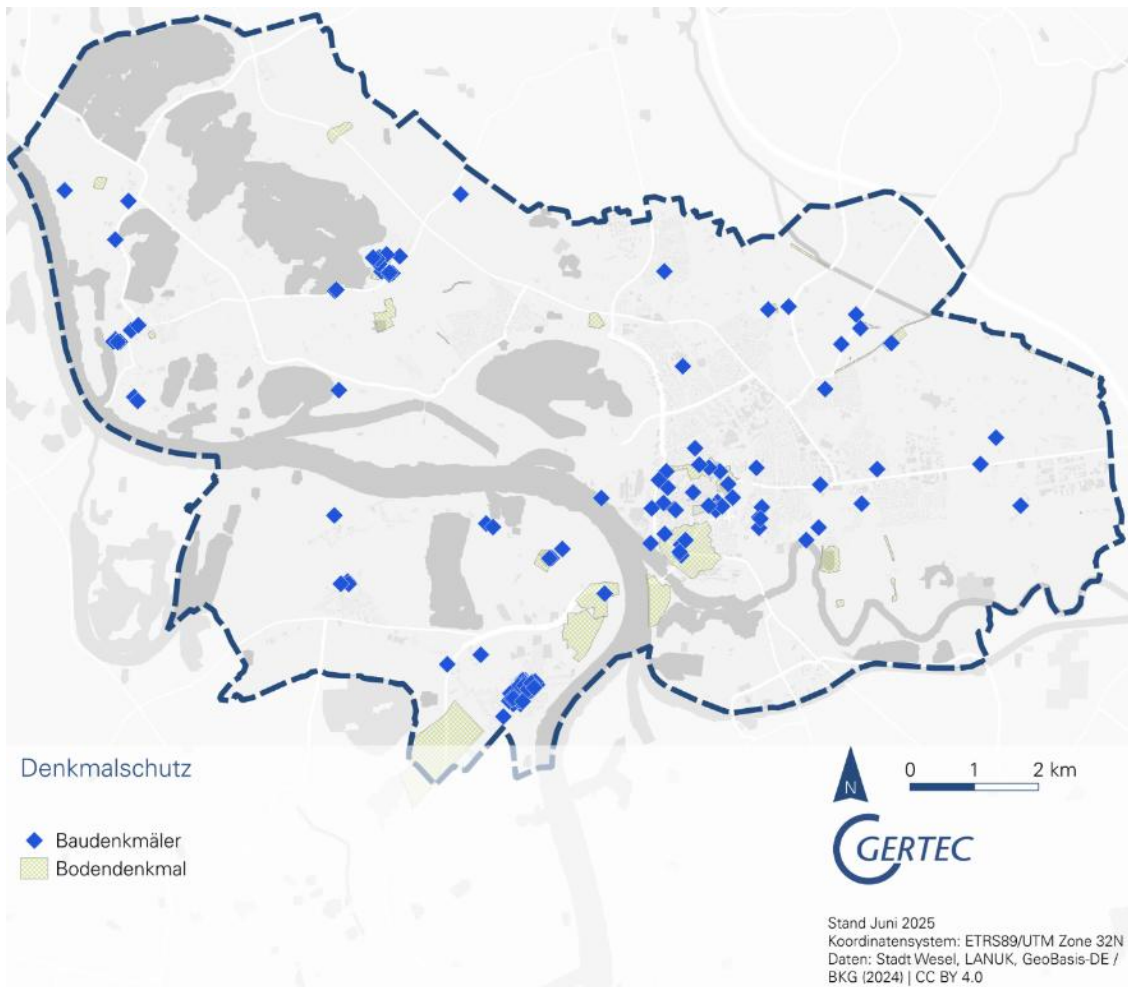 Denkmalschutz
Baudenkmäler
Bodendenkmal
N
0 1 2 km
GERTEC
Stand Juni 2025
Koordinatensystem: ETRS89/UTM Zone 32N
Daten: Stadt Wesel, LANUK, GeoBasis-DE /
BKG (2024) | CC BY 4.0